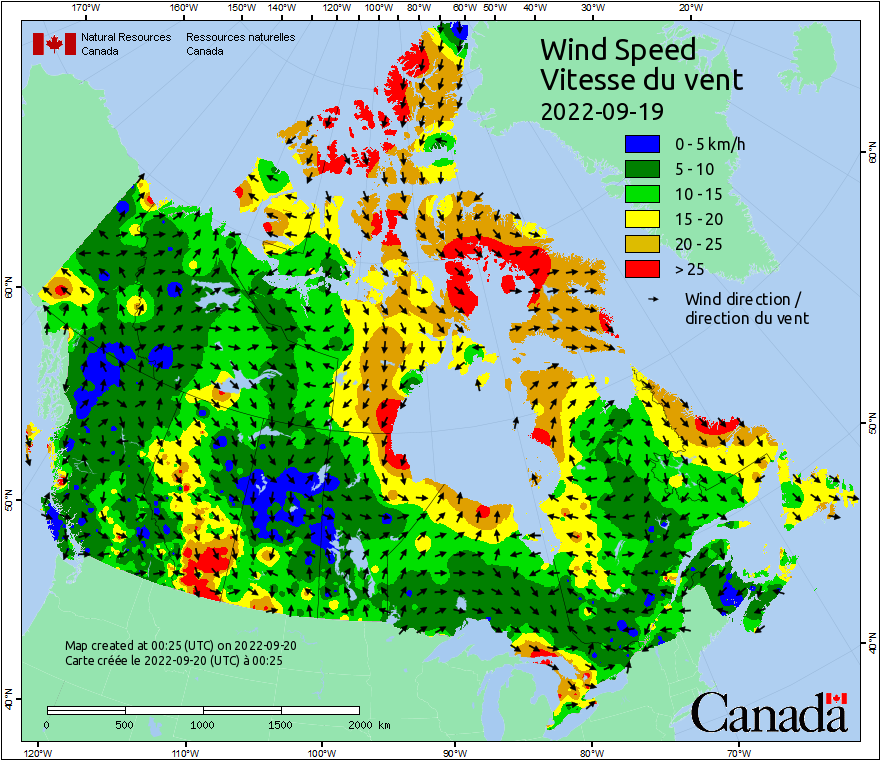 170°W 160°W 150°W 140°W 130°W 120°W 110°W 100°W 90°W 80°W 60°W 50°W 40°W 30°W 20°W
Natural Resources Canada
Ressources naturelles Canada
Wind Speed
Vitesse du vent
2022-09-19
0 - 5 km/h
5 - 10
10 - 15
15 - 20
20 - 25
> 25
Wind direction /
direction du vent
60°N
60°N
50°N
50°N
40°N
40°N
Map created at 00:25 (UTC) on 2022-09-20
Carte créée le 2022-09-20 (UTC) à 00:25
0 500 1000 1500 2000 km
Canada
120°W 110°W 100°W 90°W 80°W 70°W